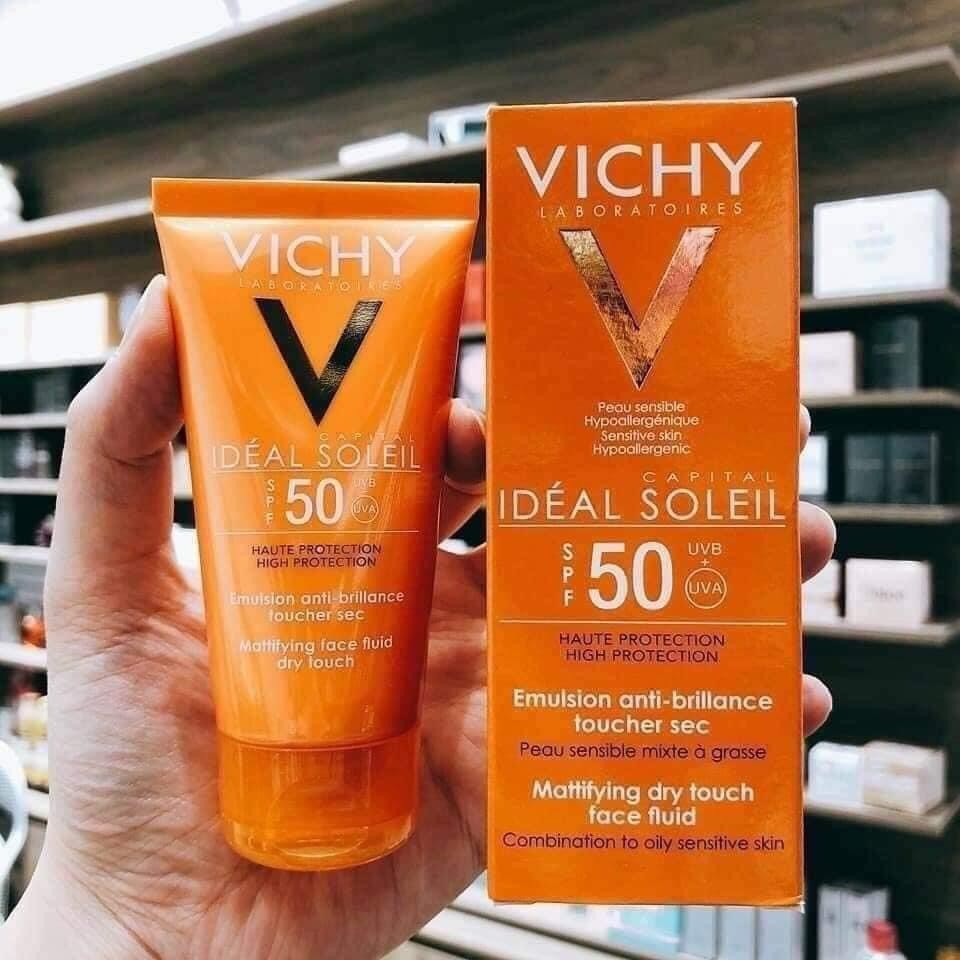 VICHY
LABORATOIRES
CAPITAL
IDÉAL SOLEIL
SPF 50 UVB
UVA
HAUTE PROTECTION
HIGH PROTECTION
Emulsion anti-brillance
toucher sec
Mattifying face fluid
dry touch
VICHY
LABORATOIRES
Peau sensible
Hypoallergénique
Sensitive skin
Hypoallergenic
CAPITAL
IDÉAL SOLEIL
SPF 50 UVB
+
UVA
HAUTE PROTECTION
HIGH PROTECTION
Emulsion anti-brillance
toucher sec
Peau sensible mixte à grasse
Mattifying dry touch
face fluid
Combination to oily sensitive skin